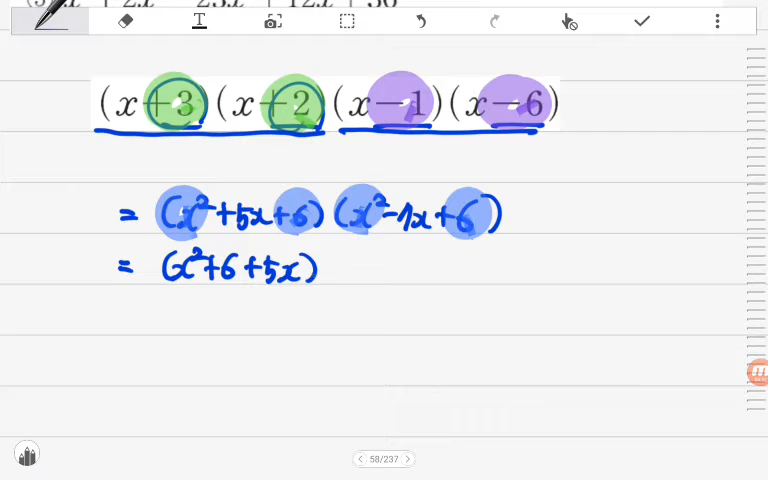 (x+3)(x+2)(x−1)(x−6)
= (x²+5x+6)(x²-7x+6)
= (x²+6+5x)
58/237